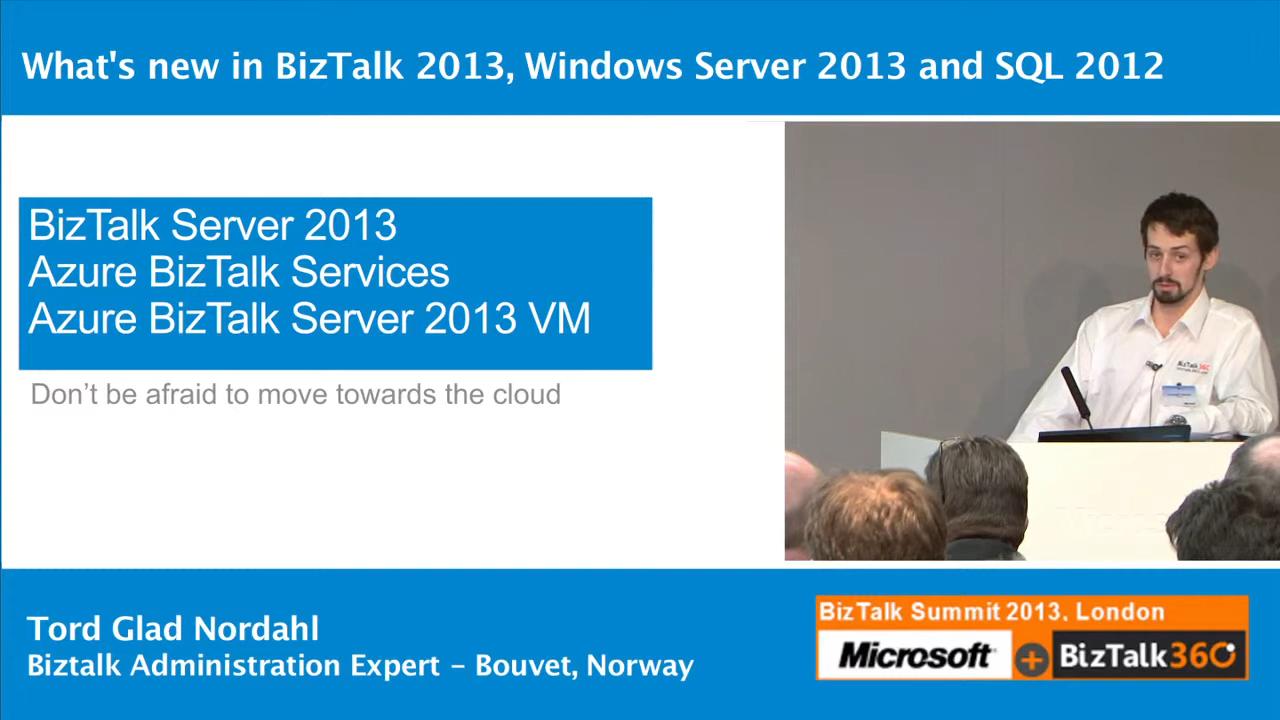 What's new in BizTalk 2013, Windows Server 2013 and SQL 2012
BizTalk Server 2013
Azure BizTalk Services
Azure BizTalk Server 2013 VM
Don't be afraid to move towards the cloud
BizTalk 360
Tord Glad Nordahl
Biztalk Administration Expert – Bouvet, Norway
BizTalk Summit 2013, London
Microsoft + BizTalk360